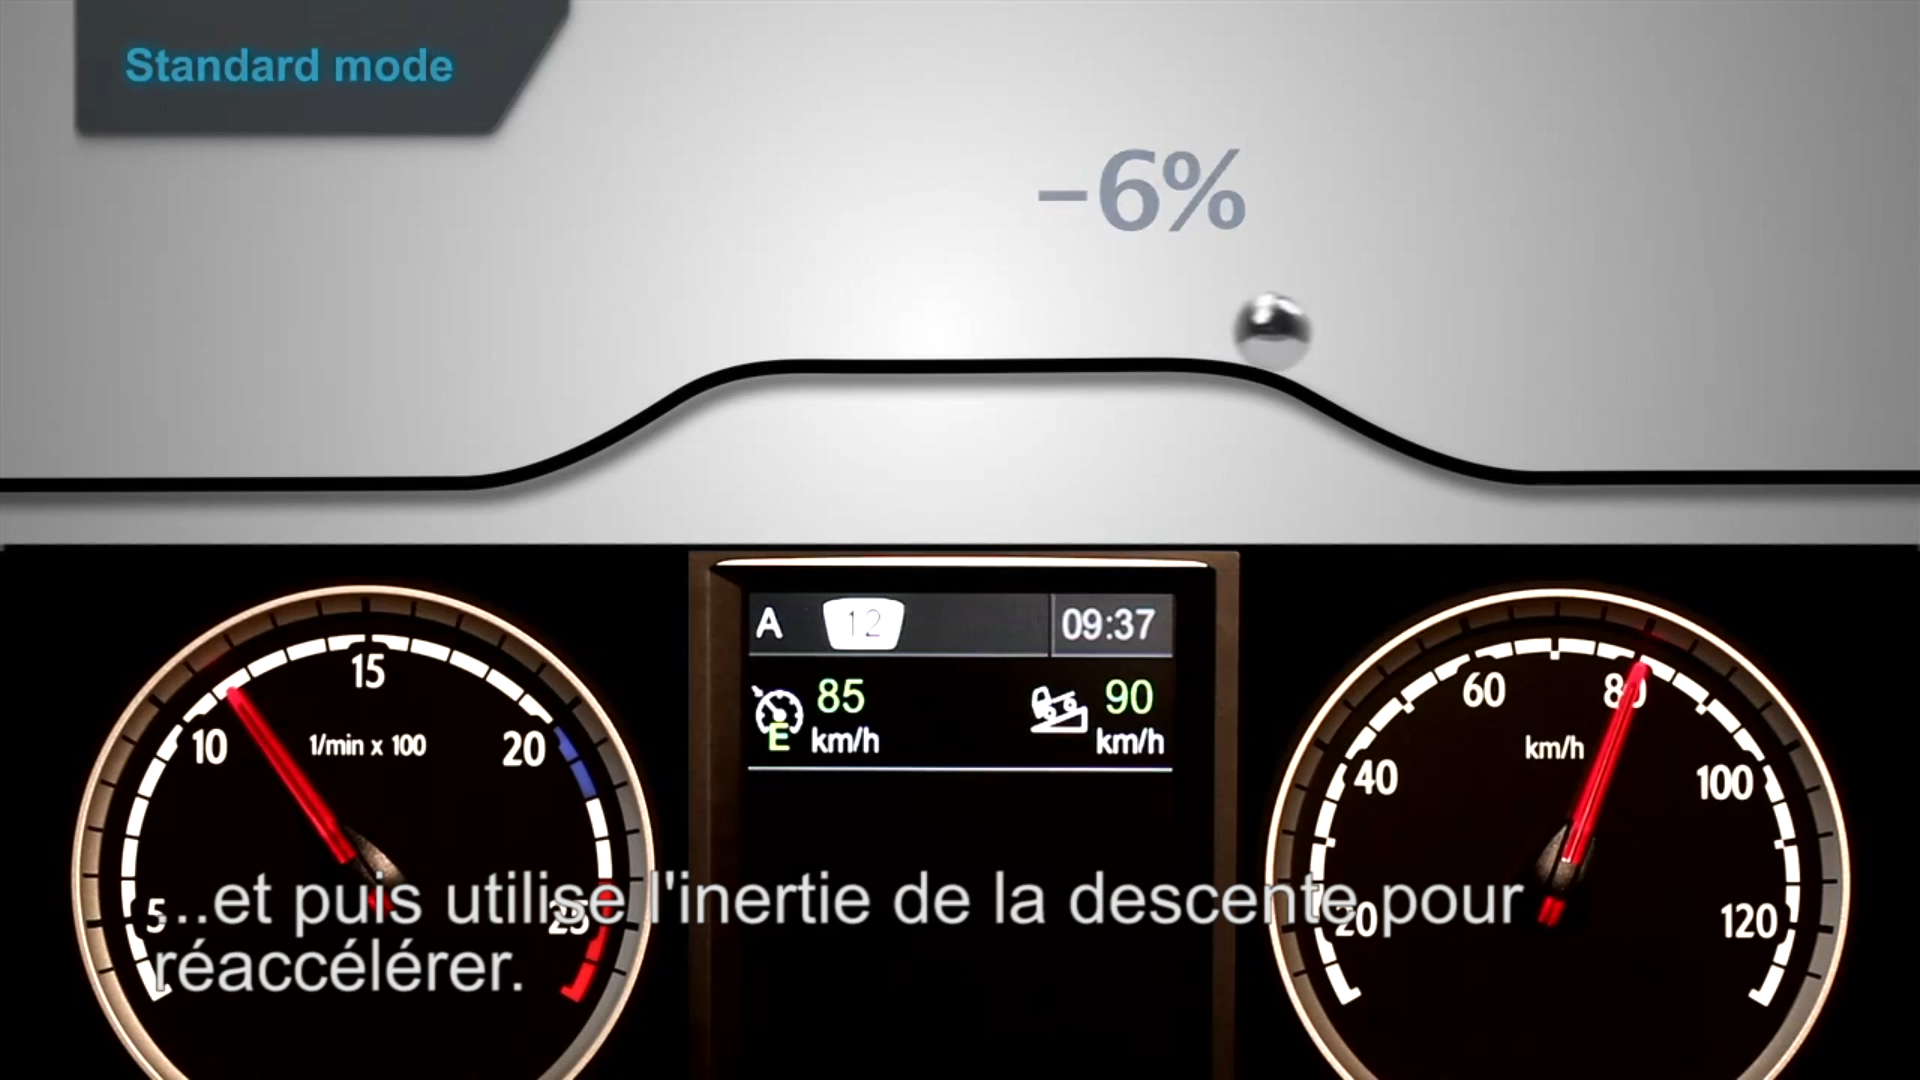 Standard mode
-6%
A 12 09:37
85 90
E km/h km/h
15
10 1/min x 100 20
5 25
60 80
km/h
40 100
20 120
...et puis utilise l'inertie de la descente pour
réaccélérer.